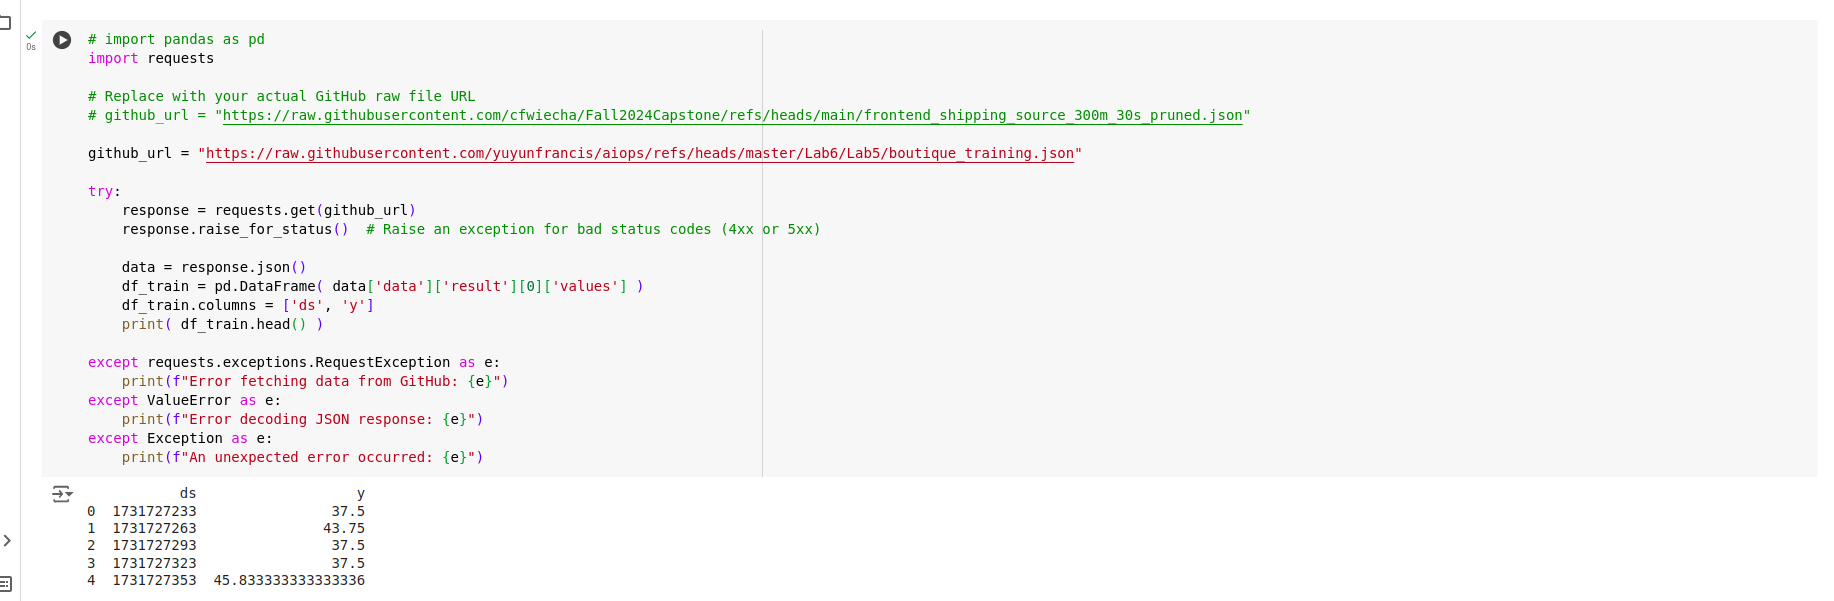 # import pandas as pd
0s
import requests
# Replace with your actual GitHub raw file URL
# github_url = "https://raw.githubusercontent.com/cfwiecha/Fall2024Capstone/refs/heads/main/frontend_shipping_source_300m_30s_pruned.json"
github_url = "https://raw.githubusercontent.com/yuyunfrancis/aiops/refs/heads/master/Lab6/Lab5/boutique_training.json"
try:
    response = requests.get(github_url)
    response.raise_for_status()  # Raise an exception for bad status codes (4xx or 5xx)
    data = response.json()
    df_train = pd.DataFrame( data['data']['result'][0]['values'] )
    df_train.columns = ['ds', 'y']
    print( df_train.head() )
except requests.exceptions.RequestException as e:
    print(f"Error fetching data from GitHub: {e}")
except ValueError as e:
    print(f"Error decoding JSON response: {e}")
except Exception as e:
    print(f"An unexpected error occurred: {e}")
           ds                  y
0  1731727233               37.5
1  1731727263              43.75
2  1731727293               37.5
3  1731727323               37.5
4  1731727353  45.833333333333336